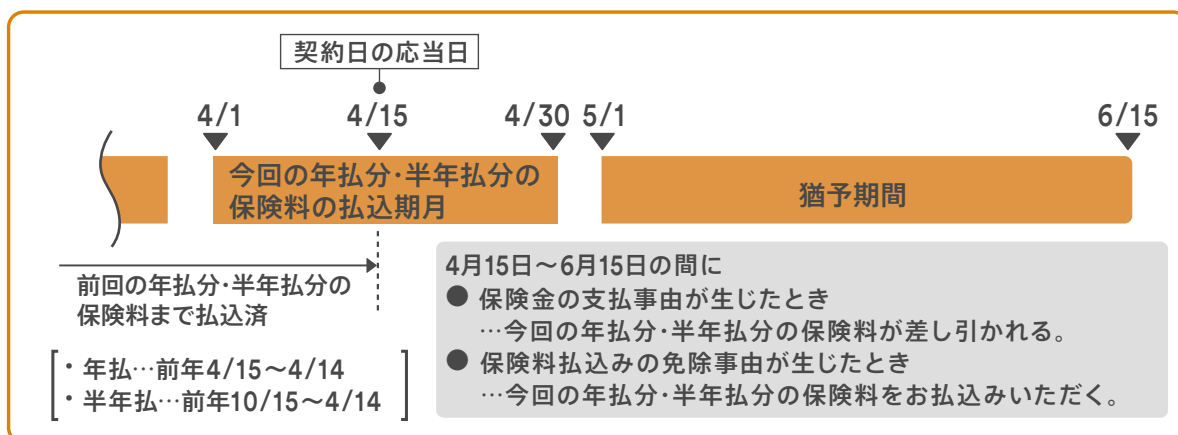 契約日の応当日
4/1 4/15 4/30 5/1 6/15
今回の年払分･半年払分の
保険料の払込期月
猶予期間
前回の年払分･半年払分の
保険料まで払込済
・年払…前年4/15～4/14
・半年払…前年10/15～4/14
4月15日～6月15日の間に
● 保険金の支払事由が生じたとき
…今回の年払分･半年払分の保険料が差し引かれる。
● 保険料払込みの免除事由が生じたとき
…今回の年払分･半年払分の保険料をお払込みいただく。